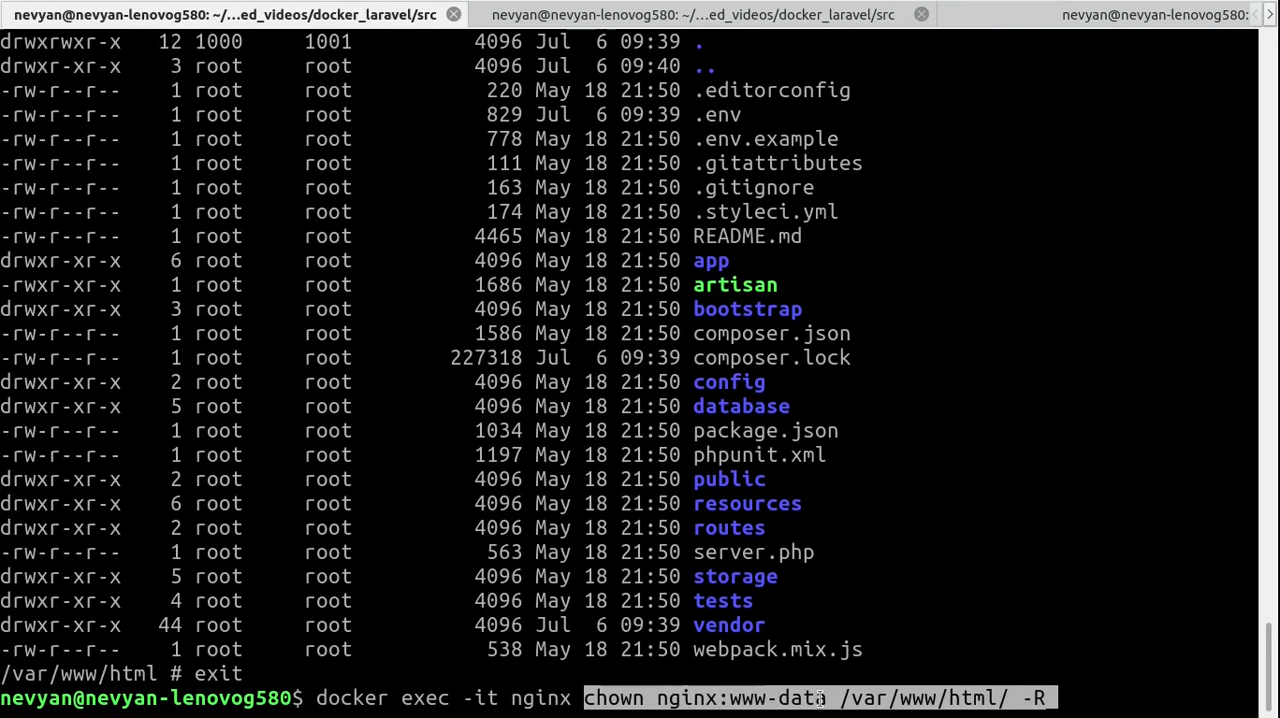 nevyan@nevyan-lenovog580: ~/...ed_videos/docker_laravel/src nevyan@nevyan-lenovog580: ~/...ed_videos/docker_laravel/src nevyan@nevyan-lenovog580:
drwxrwxr-x 12 1000 1001 4096 Jul 6 09:39 .
drwxr-xr-x 3 root root 4096 Jul 6 09:40 ..
-rw-r--r-- 1 root root 220 May 18 21:50 .editorconfig
-rw-r--r-- 1 root root 829 Jul 6 09:39 .env
-rw-r--r-- 1 root root 778 May 18 21:50 .env.example
-rw-r--r-- 1 root root 111 May 18 21:50 .gitattributes
-rw-r--r-- 1 root root 163 May 18 21:50 .gitignore
-rw-r--r-- 1 root root 174 May 18 21:50 .styleci.yml
-rw-r--r-- 1 root root 4465 May 18 21:50 README.md
drwxr-xr-x 6 root root 4096 May 18 21:50 app
-rwxr-xr-x 1 root root 1686 May 18 21:50 artisan
drwxr-xr-x 3 root root 4096 May 18 21:50 bootstrap
-rw-r--r-- 1 root root 1586 May 18 21:50 composer.json
-rw-r--r-- 1 root root 227318 Jul 6 09:39 composer.lock
drwxr-xr-x 2 root root 4096 May 18 21:50 config
drwxr-xr-x 5 root root 4096 May 18 21:50 database
-rw-r--r-- 1 root root 1034 May 18 21:50 package.json
-rw-r--r-- 1 root root 1197 May 18 21:50 phpunit.xml
drwxr-xr-x 2 root root 4096 May 18 21:50 public
drwxr-xr-x 6 root root 4096 May 18 21:50 resources
drwxr-xr-x 2 root root 4096 May 18 21:50 routes
-rw-r--r-- 1 root root 563 May 18 21:50 server.php
drwxr-xr-x 5 root root 4096 May 18 21:50 storage
drwxr-xr-x 4 root root 4096 May 18 21:50 tests
drwxr-xr-x 44 root root 4096 Jul 6 09:39 vendor
-rw-r--r-- 1 root root 538 May 18 21:50 webpack.mix.js
/var/www/html # exit
nevyan@nevyan-lenovog580$ docker exec -it nginx chown nginx:www-data /var/www/html/ -R